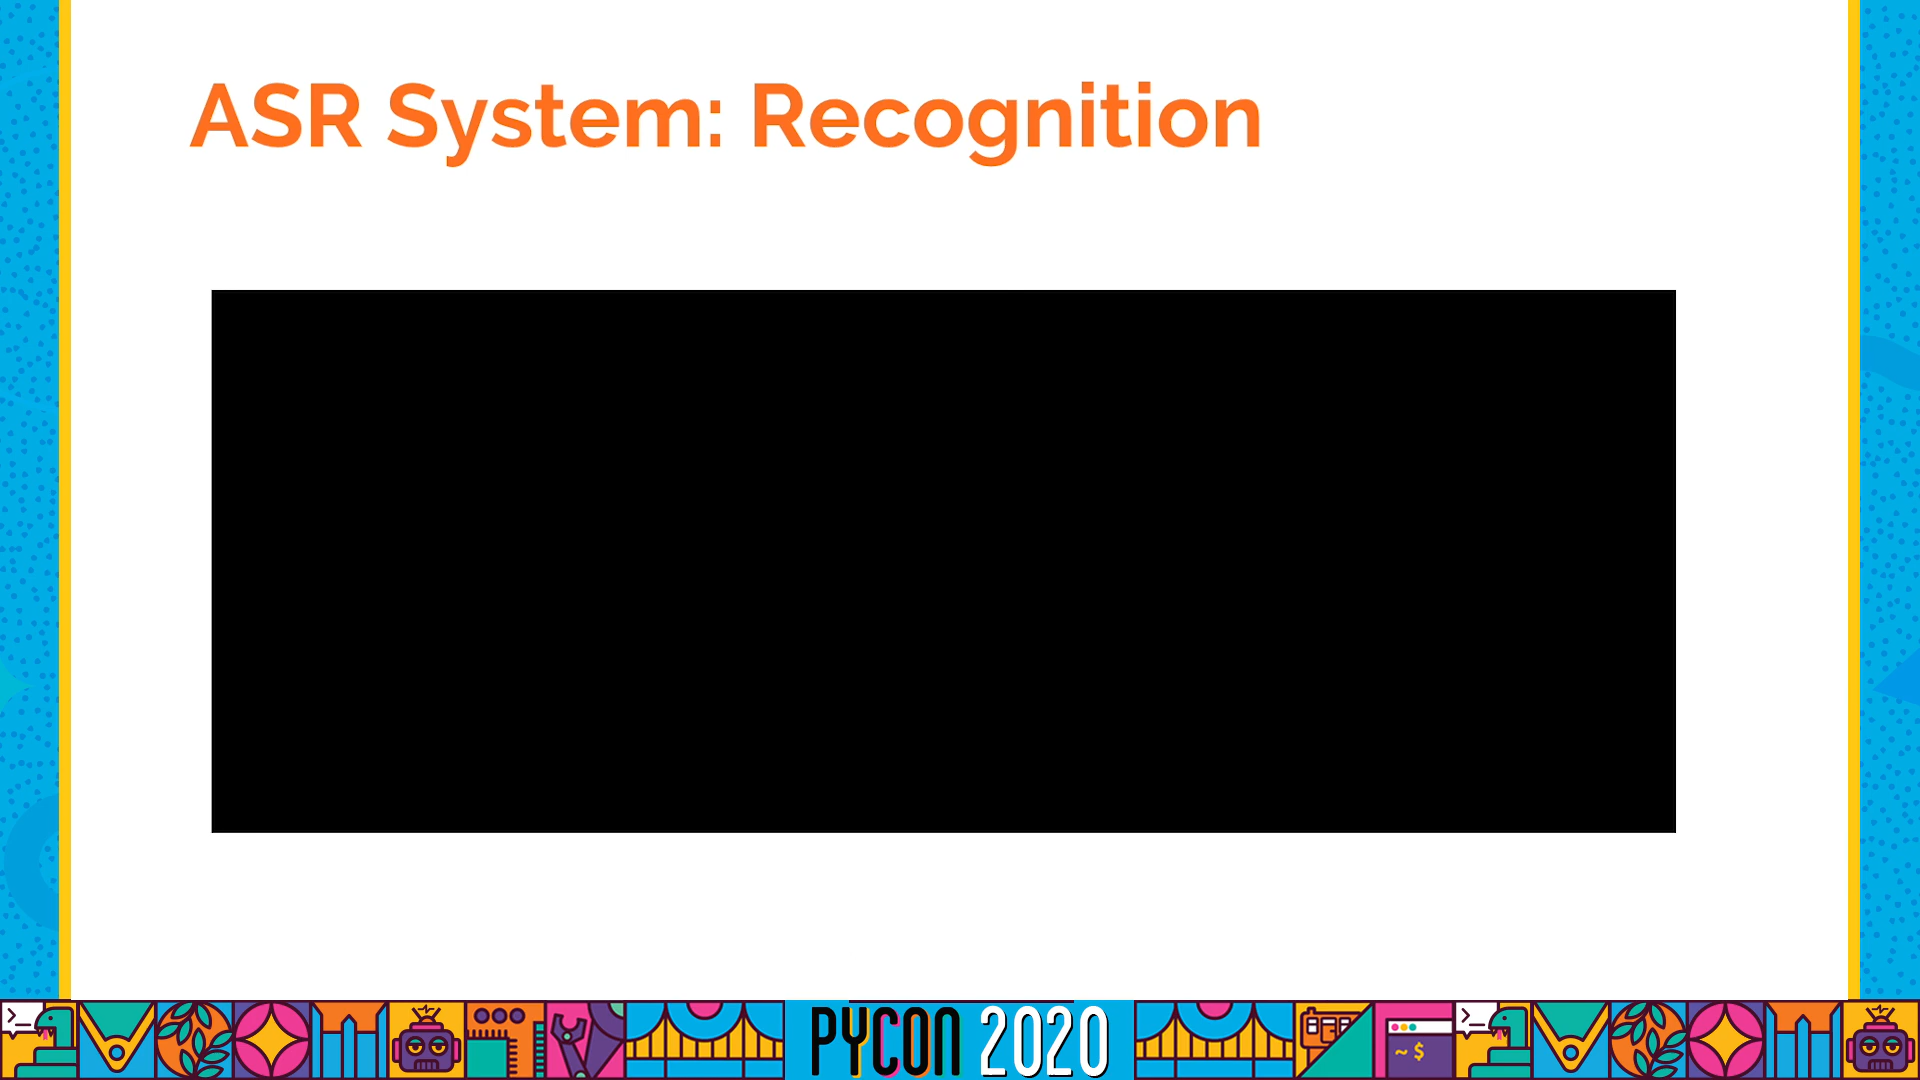 ASR System: Recognition
>_
~ $
>_
PYCON 2020